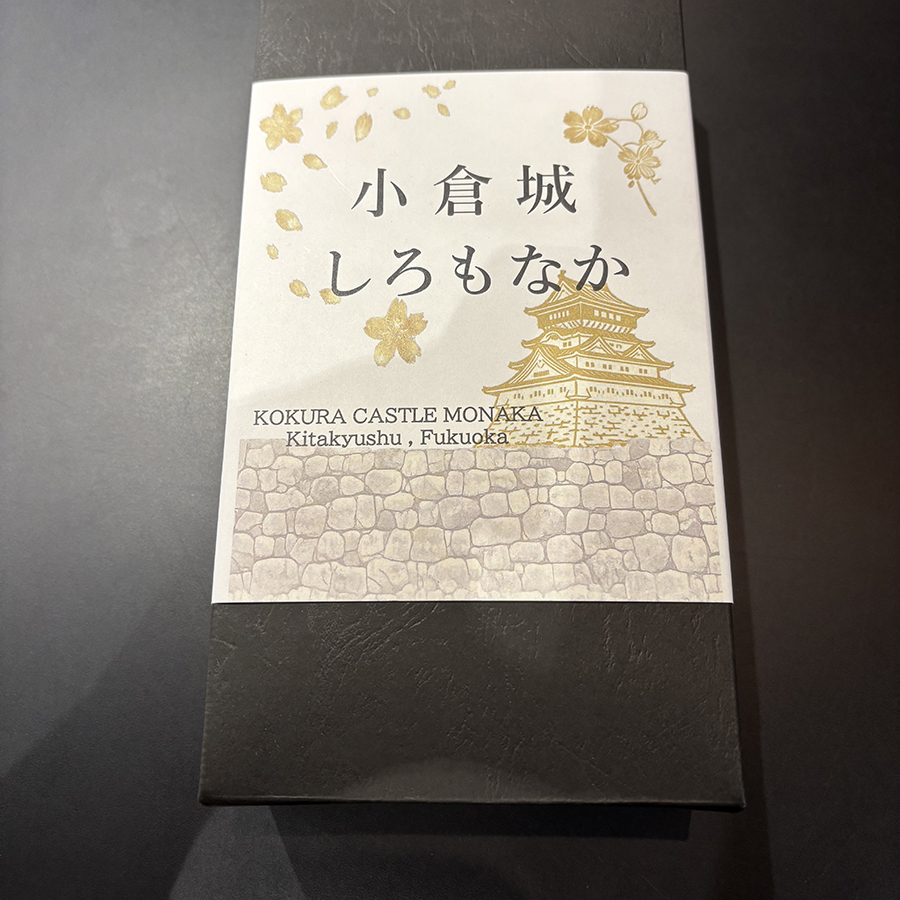 小倉城
しろもなか
KOKURA CASTLE MONAKA
Kitakyushu , Fukuoka